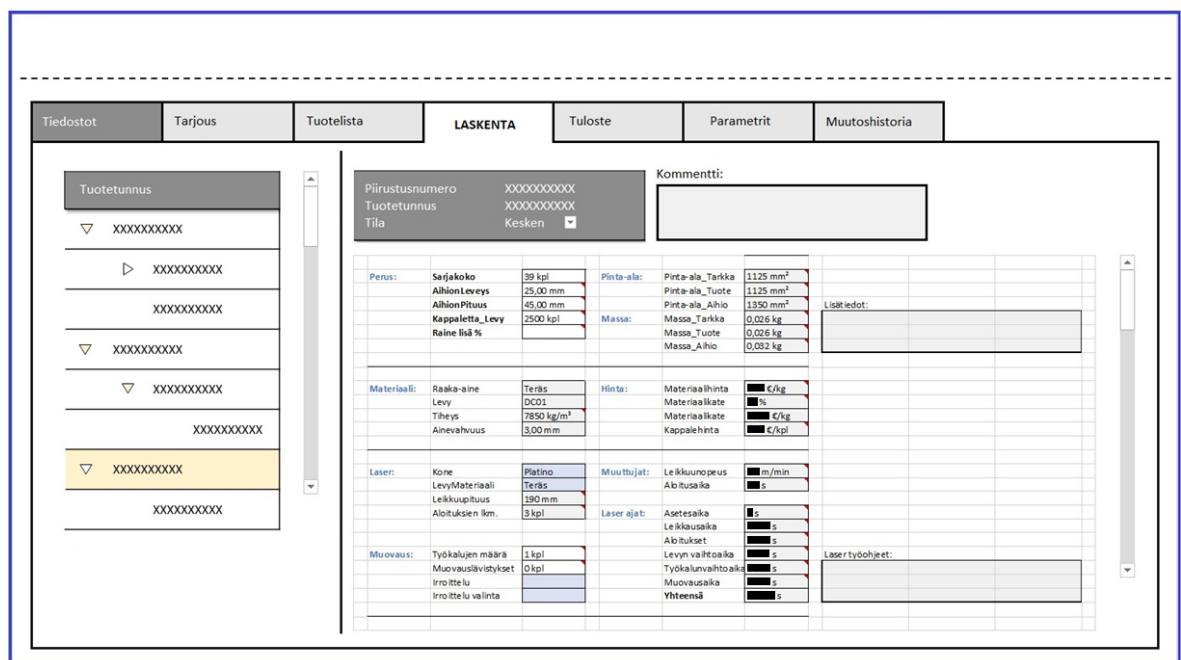 Tiedostot Tarjous Tuotelista LASKENTA Tuloste Parametrit Muutoshistoria
Tuotetunnus
XXXXXXXXXX
XXXXXXXXXX
XXXXXXXXXX
XXXXXXXXXX
XXXXXXXXXX
XXXXXXXXXX
XXXXXXXXXX
XXXXXXXXXX
Piirustusnumero XXXXXXXXXX
Tuotetunnus XXXXXXXXXX
Tila Kesken
Kommentti:
Perus: Sarjakoko 39 kpl Pinta-ala: Pinta-ala_Tarkka 1125 mm²
AihionLeveys 25,00 mm Pinta-ala_Tuote 1125 mm²
AihionPituus 45,00 mm Pinta-ala_Aihio 1350 mm² Lisätiedot:
Kappaletta_Levy 2500 kpl Massa: Massa_Tarkka 0,026 kg
Raine lisä % Massa_Tuote 0,026 kg
Massa_Aihio 0,032 kg
Materiaali: Raaka-aine Teräs Hinta: Materiaalihinta €/kg
Levy DC01 Materiaalikate %
Tiheys 7850 kg/m³ Materiaalikate €/kg
Ainevahvuus 3,00 mm Kappalehinta €/kpl
Laser: Kone Platino Muuttujat: Leikkuunopeus m/min
LevyMateriaali Teräs Aloitusaika s
Leikkuupituus 190 mm
Aloituksien lkm. 3 kpl Laser ajat: Asetesaika s
Leikkausaika s
Aloitukset s
Muovaus: Työkalujen määrä 1 kpl Levyn vaihtoaika s Laser työohjeet:
Muovauslävistykset 0 kpl Työkalunvaihtoaika s
Irroittelu Muovausaika s
Irroittelu valinta Yhteensä s